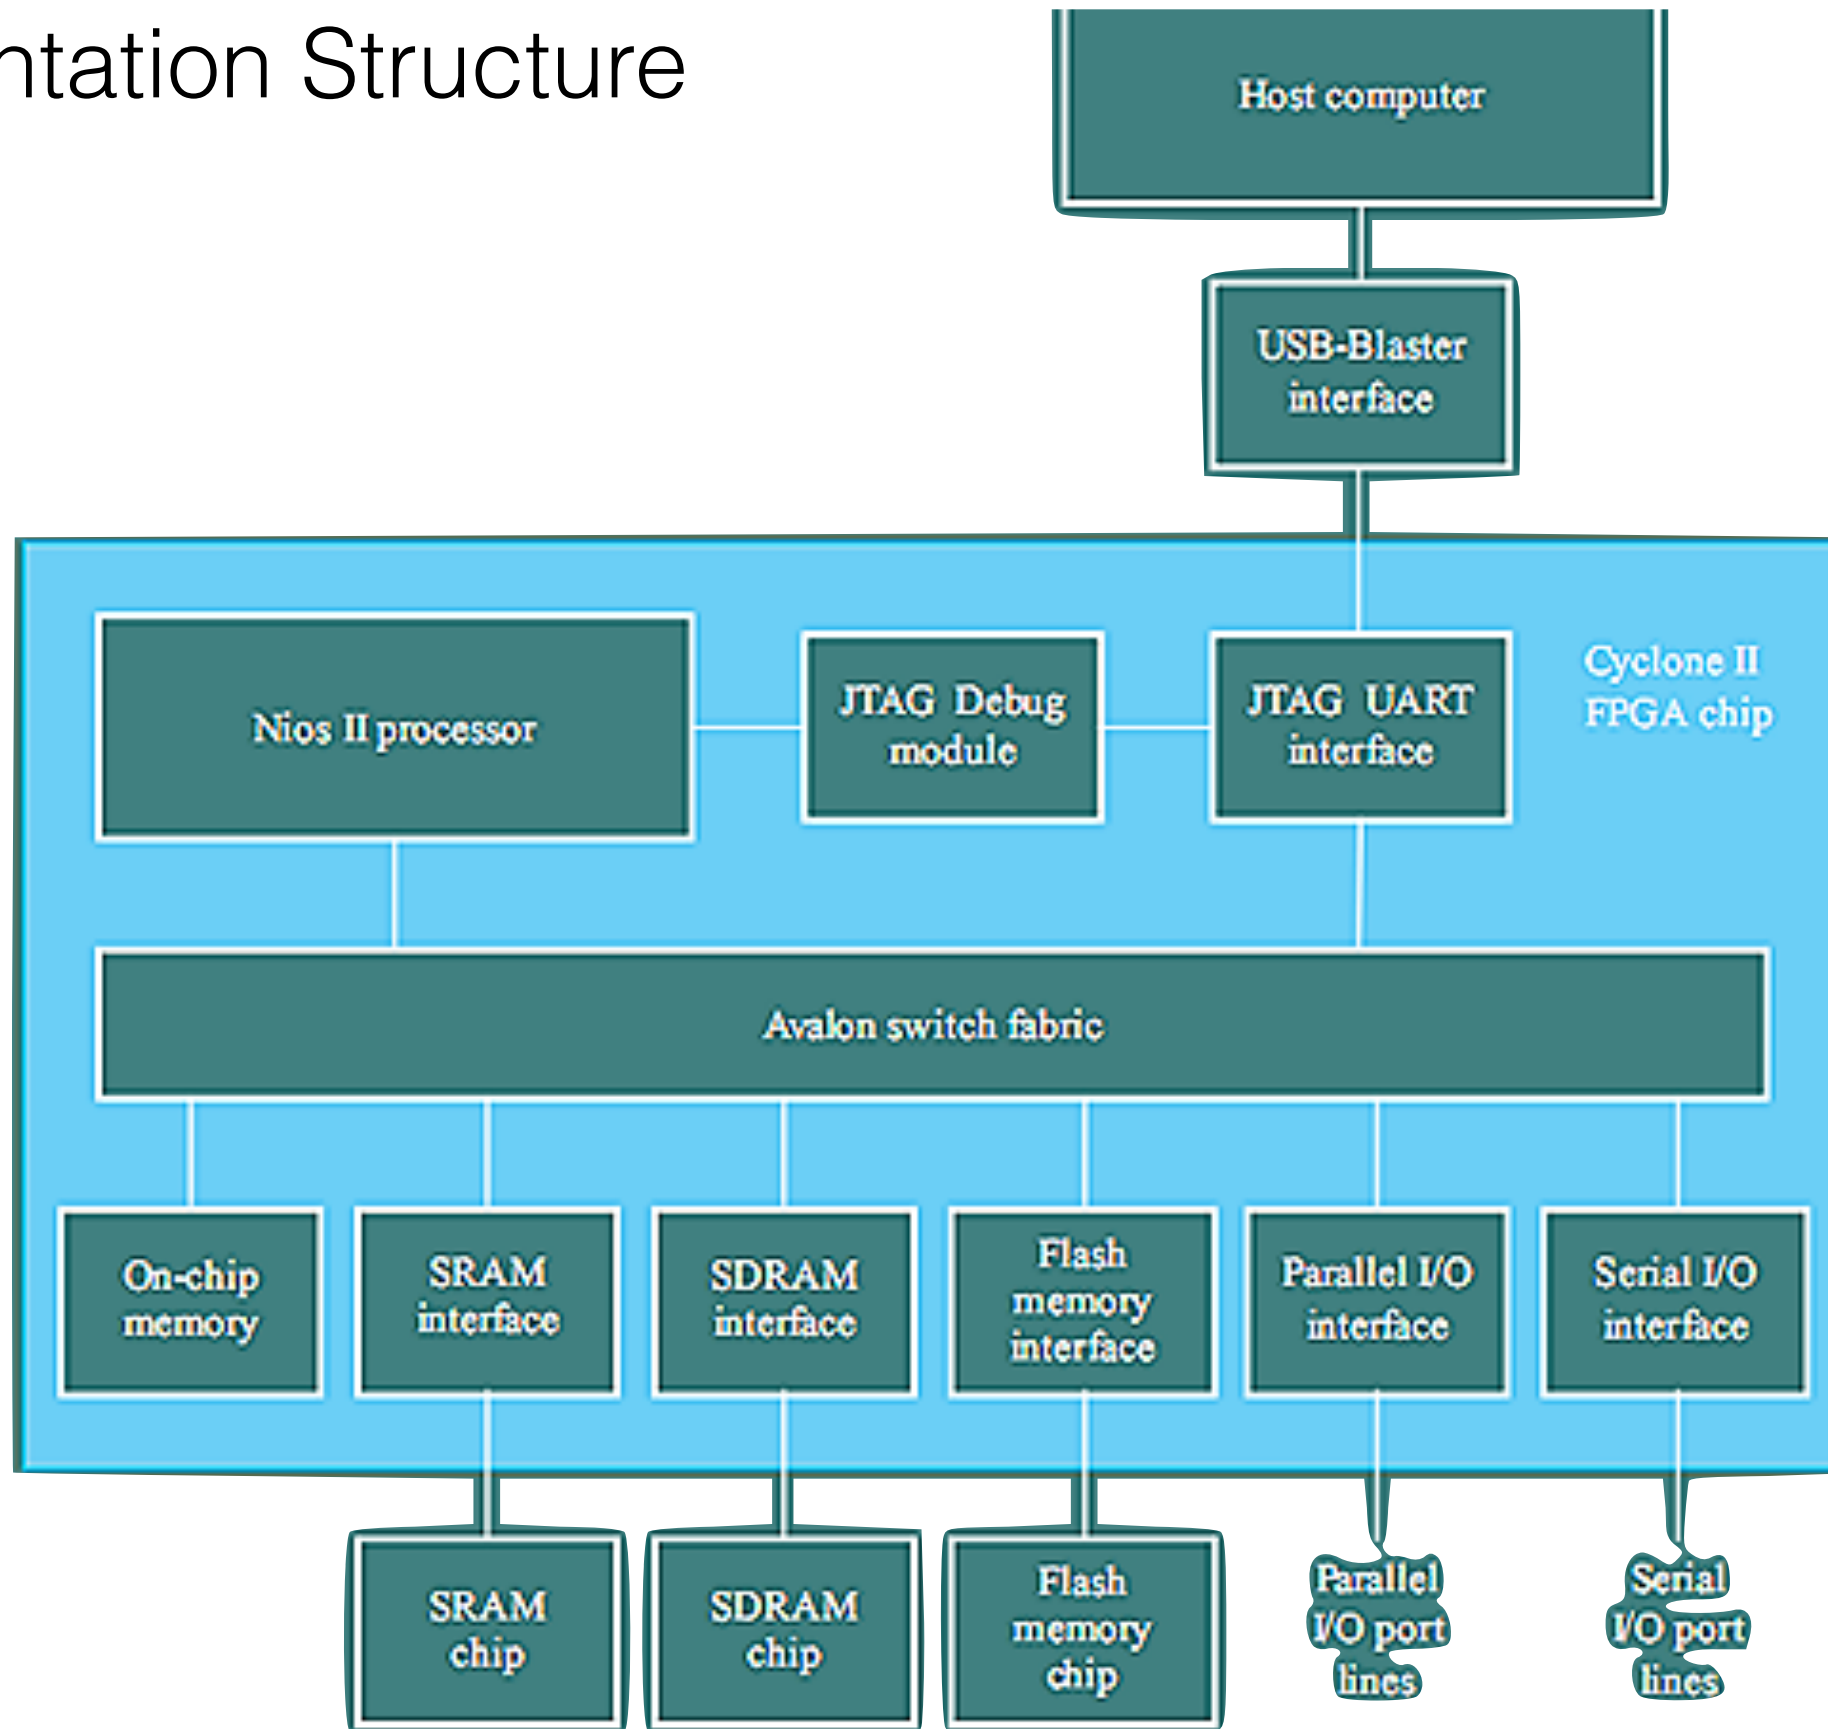 ntation Structure
Host computer
USB-Blaster
interface
Nios II processor
JTAG Debug
module
JTAG UART
interface
Cyclone II
FPGA chip
Avalon switch fabric
On-chip
memory
SRAM
interface
SDRAM
interface
Flash
memory
interface
Parallel I/O
interface
Serial I/O
interface
SRAM
chip
SDRAM
chip
Flash
memory
chip
Parallel
I/O port
lines
Serial
I/O port
lines